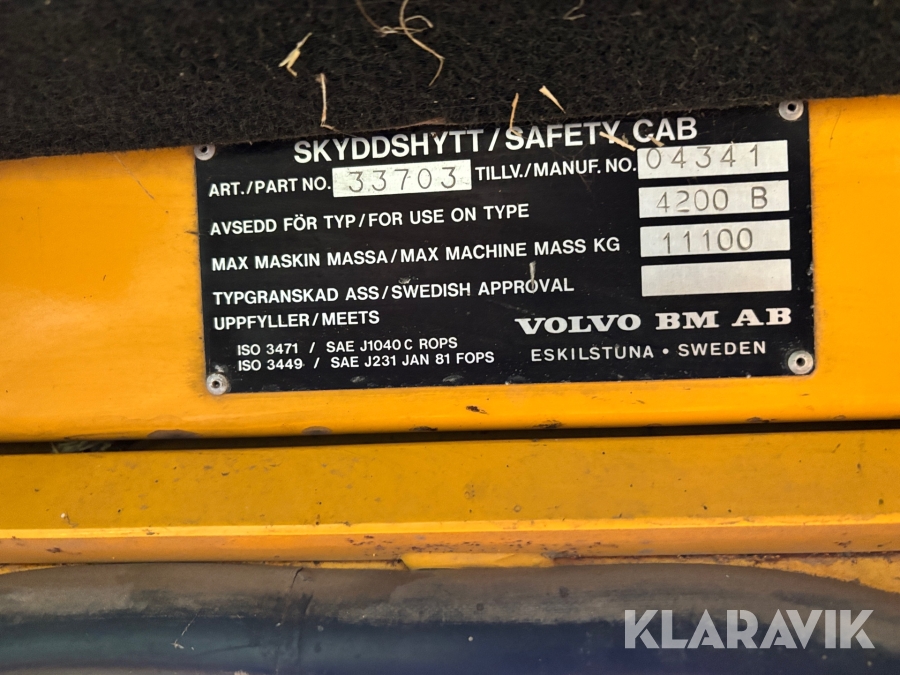 SKYDDSHYTT/SAFETY CAB
ART./PART NO. 33703 TILLV./MANUF. NO. 04341
AVSEDD FÖR TYP/FOR USE ON TYPE 4200 B
MAX MASKIN MASSA/MAX MACHINE MASS KG 11100
TYPGRANSKAD ASS/SWEDISH APPROVAL
UPPFYLLER/MEETS
VOLVO BM AB
ISO 3471 / SAE J1040 C ROPS
ESKILSTUNA • SWEDEN
ISO 3449 / SAE J231 JAN 81 FOPS
KLARAVIK